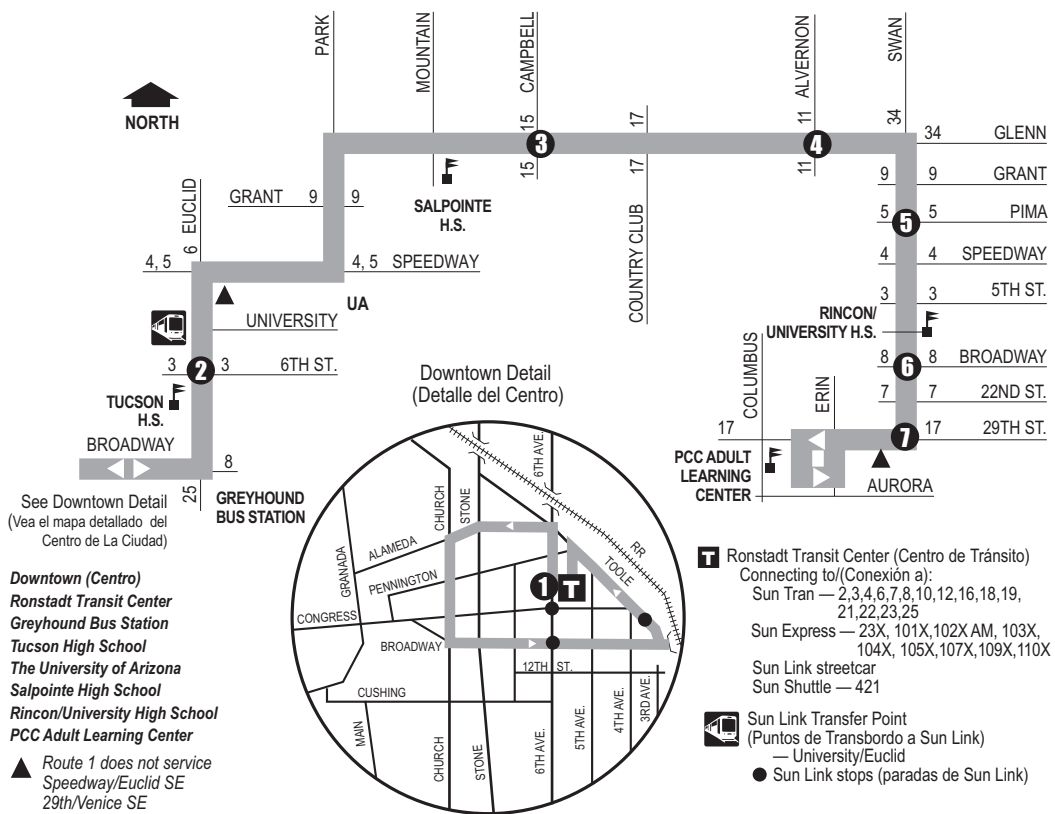 PARK
MOUNTAIN
15 CAMPBELL
17
11 ALVERNON
SWAN
34
NORTH
3
4
34 GLENN
15
17
11
COUNTRY CLUB
SALPOINTE
H.S.
6 EUCLID
GRANT 9 9
9 9 GRANT
5 5 5 PIMA
4, 5
4, 5 SPEEDWAY
4 4 SPEEDWAY
UA
3 3 5TH ST.
UNIVERSITY
RINCON/
UNIVERSITY H.S.
3 2 3 6TH ST.
8 6 8 BROADWAY
TUCSON
H.S.
7 7 22ND ST.
COLUMBUS
ERIN
17
7 17 29TH ST.
BROADWAY
8
25
PCC ADULT
LEARNING
CENTER
AURORA
See Downtown Detail
(Vea el mapa detallado del
Centro de La Ciudad)
GREYHOUND
BUS STATION
Downtown Detail
(Detalle del Centro)
6TH AVE.
CHURCH
STONE
RR
GRANADA
ALAMEDA
TOOLE
PENNINGTON
1 T
CONGRESS
BROADWAY
12TH ST.
CUSHING
MAIN
CHURCH
STONE
6TH AVE.
5TH AVE.
4TH AVE.
3RD AVE.
Downtown (Centro)
Ronstadt Transit Center
Greyhound Bus Station
Tucson High School
The University of Arizona
Salpointe High School
Rincon/University High School
PCC Adult Learning Center
Route 1 does not service
Speedway/Euclid SE
29th/Venice SE
T Ronstadt Transit Center (Centro de Tránsito)
Connecting to/(Conexión a):
Sun Tran — 2,3,4,6,7,8,10,12,16,18,19,
21,22,23,25
Sun Express — 23X, 101X,102X AM, 103X,
104X, 105X,107X,109X,110X
Sun Link streetcar
Sun Shuttle — 421
Sun Link Transfer Point
(Puntos de Transbordo a Sun Link)
— University/Euclid
Sun Link stops (paradas de Sun Link)